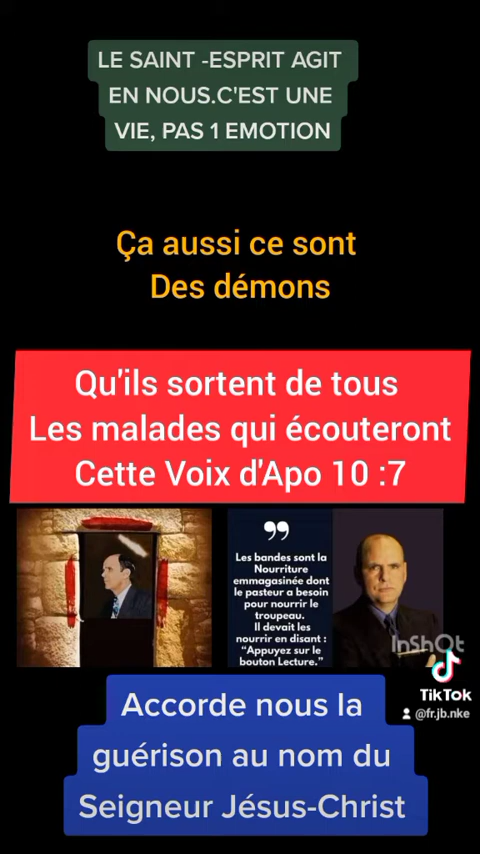 LE SAINT -ESPRIT AGIT
EN NOUS.C'EST UNE
VIE, PAS 1 EMOTION
Ça aussi ce sont
Des démons
Qu'ils sortent de tous
Les malades qui écouteront
Cette Voix d'Apo 10 :7
Les bandes sont la
Nourriture
emmagasinée dont
le pasteur a besoin
pour nourrir le
troupeau.
Il devait les
nourrir en disant :
“Appuyez sur le
bouton Lecture.”
InShOt
TikTok
@fr.jb.nke
Accorde nous la
guérison au nom du
Seigneur Jésus-Christ